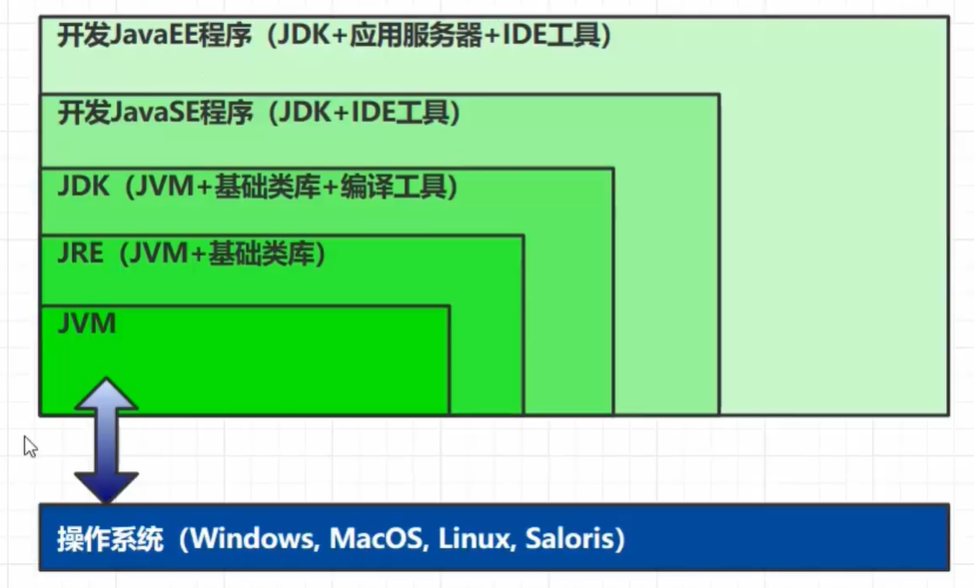 开发JavaEE程序（JDK+应用服务器+IDE工具）
开发JavaSE程序（JDK+IDE工具）
JDK（JVM+基础类库+编译工具）
JRE（JVM+基础类库）
JVM
操作系统（Windows, MacOS, Linux, Saloris）